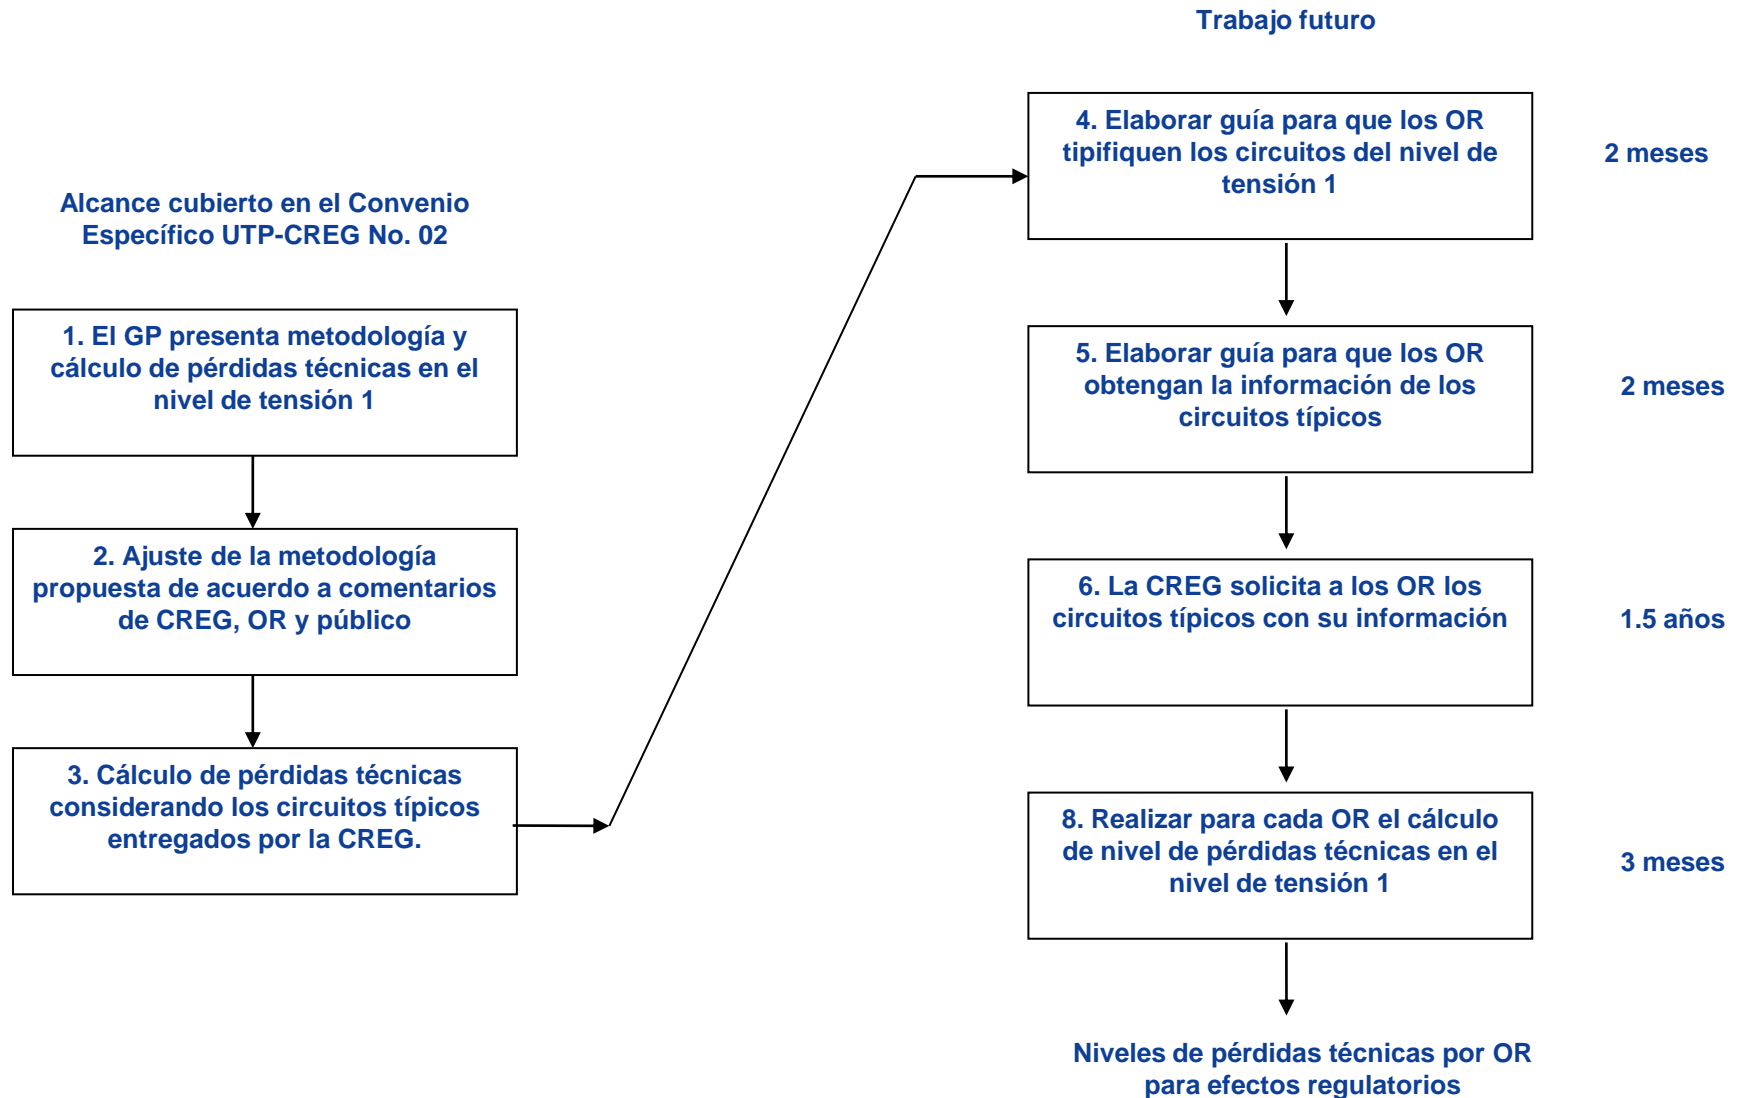 Alcance cubierto en el Convenio
Específico UTP-CREG No. 02
1. El GP presenta metodología y
cálculo de pérdidas técnicas en el
nivel de tensión 1
2. Ajuste de la metodología
propuesta de acuerdo a comentarios
de CREG, OR y público
3. Cálculo de pérdidas técnicas
considerando los circuitos típicos
entregados por la CREG.
Trabajo futuro
4. Elaborar guía para que los OR
tipifiquen los circuitos del nivel de
tensión 1
2 meses
5. Elaborar guía para que los OR
obtengan la información de los
circuitos típicos
2 meses
6. La CREG solicita a los OR los
circuitos típicos con su información
1.5 años
8. Realizar para cada OR el cálculo
de nivel de pérdidas técnicas en el
nivel de tensión 1
3 meses
Niveles de pérdidas técnicas por OR
para efectos regulatorios